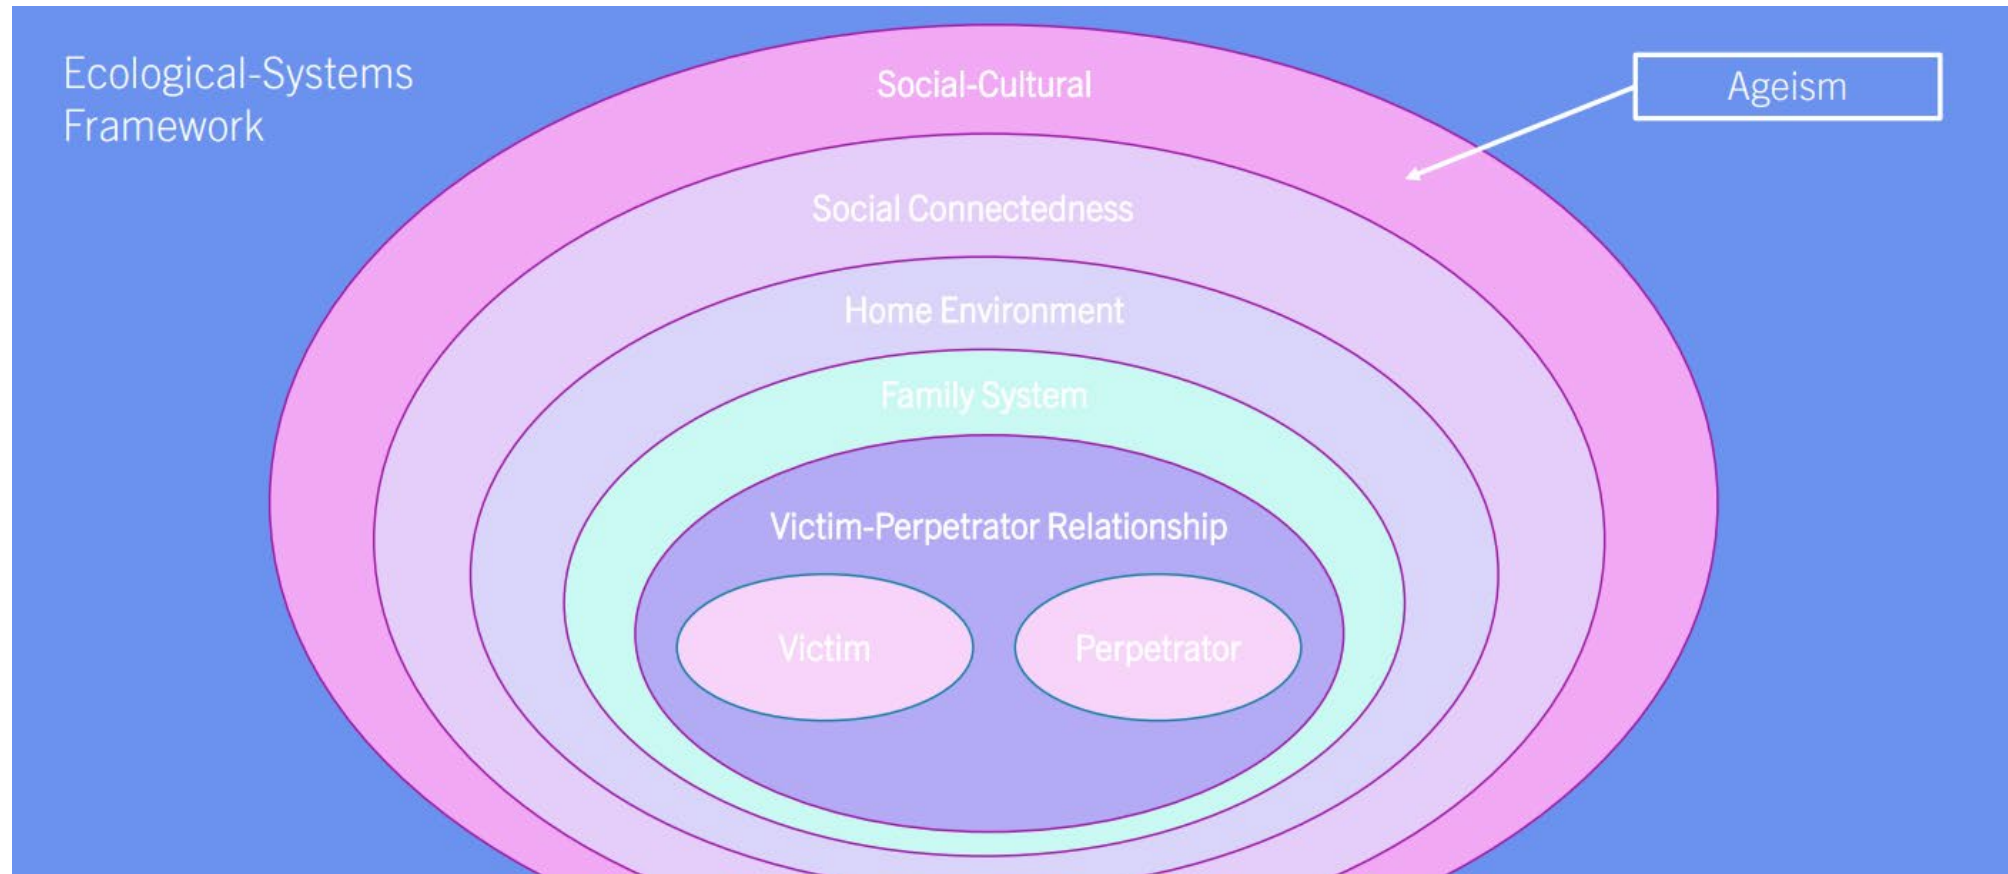 Ecological-Systems
Framework
Social-Cultural
Ageism
Social Connectedness
Home Environment
Family System
Victim-Perpetrator Relationship
Victim
Perpetrator